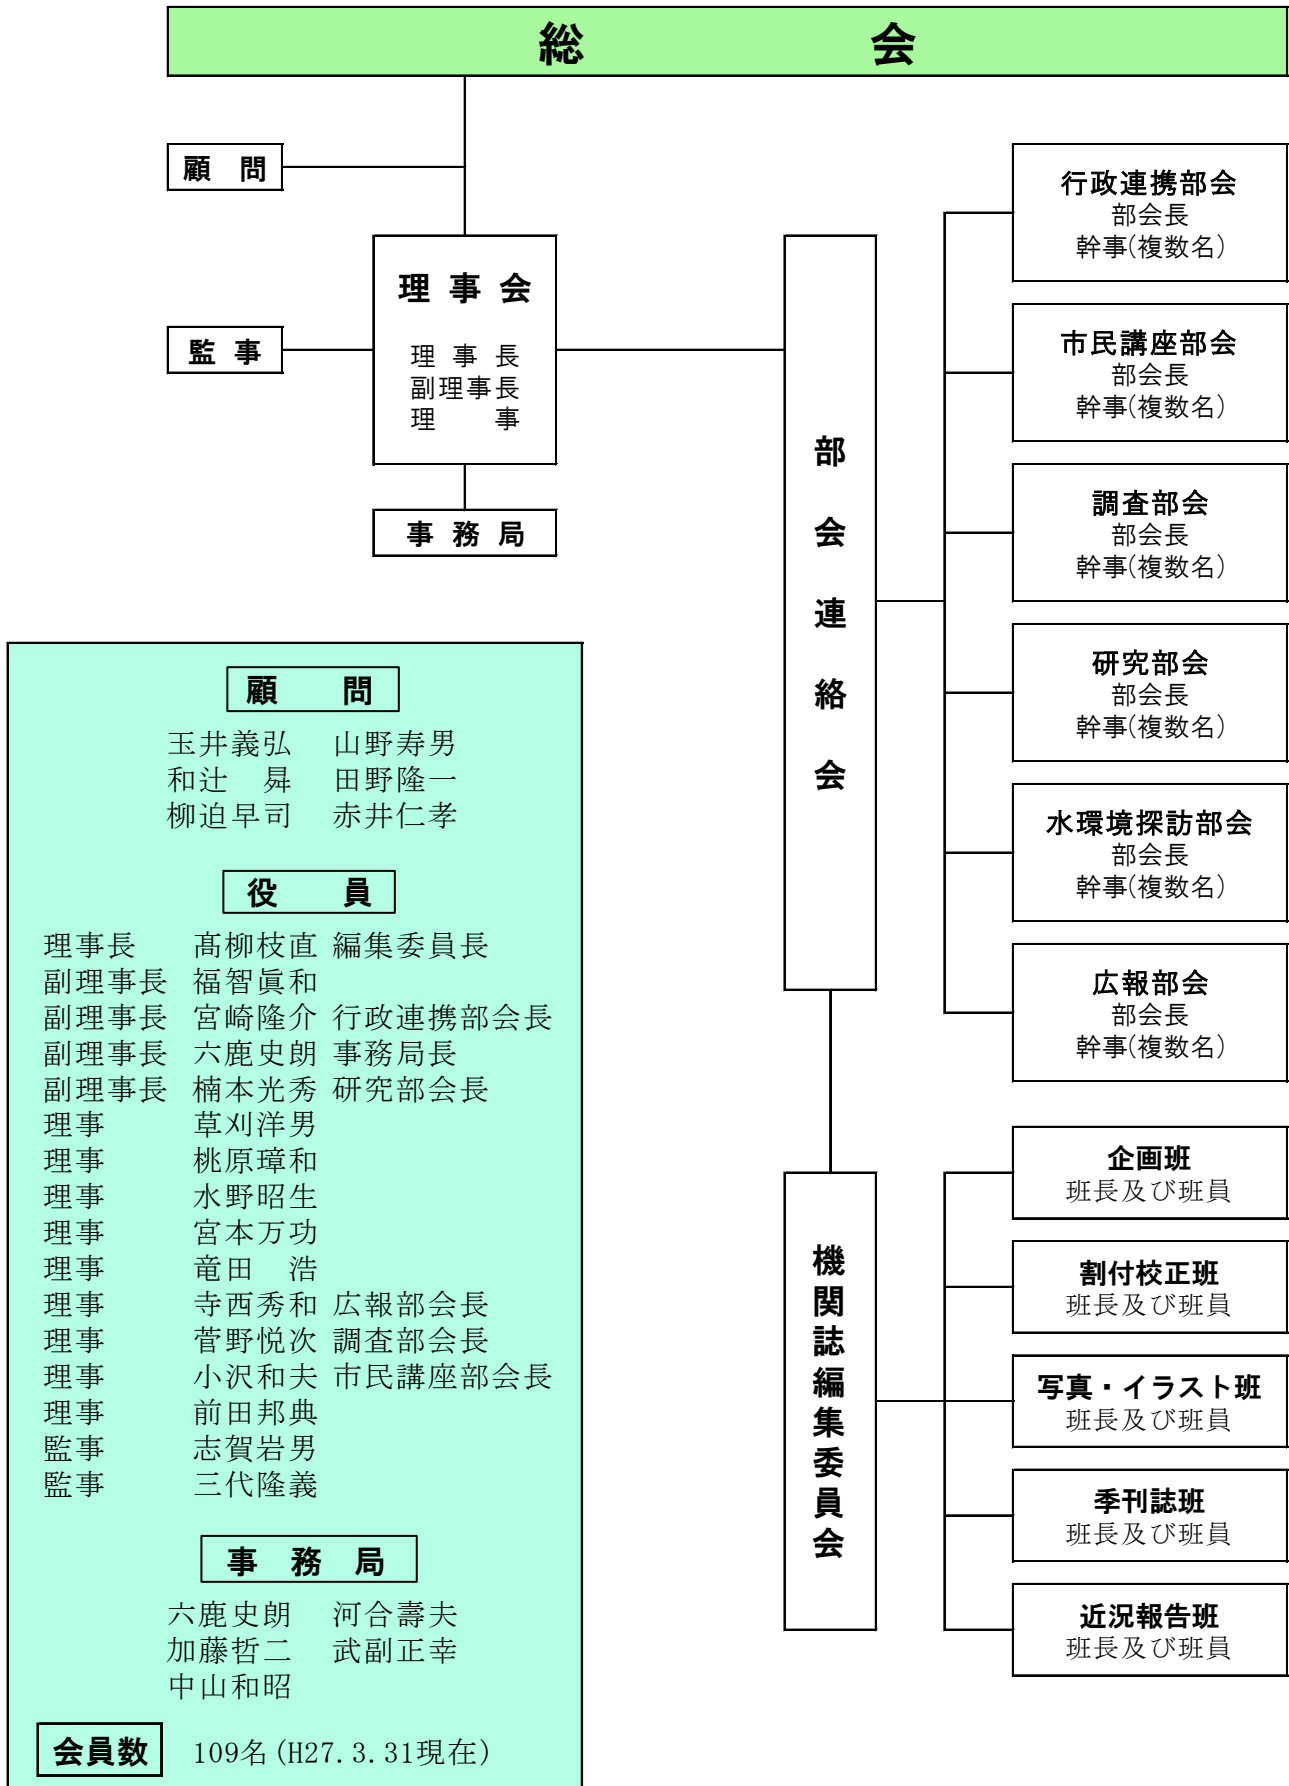 総　会
顧　問
理 事 会
理 事 長
副理事長
理　　事
監 事
事 務 局
部会連絡会
行政連携部会
部会長
幹事(複数名)
市民講座部会
部会長
幹事(複数名)
調査部会
部会長
幹事(複数名)
研究部会
部会長
幹事(複数名)
水環境探訪部会
部会長
幹事(複数名)
広報部会
部会長
幹事(複数名)
機関誌編集委員会
企画班
班長及び班員
割付校正班
班長及び班員
写真・イラスト班
班長及び班員
季刊誌班
班長及び班員
近況報告班
班長及び班員
顧　問
玉井義弘　山野寿男
和辻　曻　田野隆一
柳迫早司　赤井仁孝
役　員
理事長　髙柳枝直 編集委員長
副理事長 福智眞和
副理事長 宮崎隆介 行政連携部会長
副理事長 六鹿史朗 事務局長
副理事長 楠本光秀 研究部会長
理事　草刈洋男
理事　桃原璋和
理事　水野昭生
理事　宮本万功
理事　竜田　浩
理事　寺西秀和 広報部会長
理事　菅野悦次 調査部会長
理事　小沢和夫 市民講座部会長
理事　前田邦典
監事　志賀岩男
監事　三代隆義
事 務 局
六鹿史朗　河合壽夫
加藤哲二　武副正幸
中山和昭
会員数　109名(H27.3.31現在)